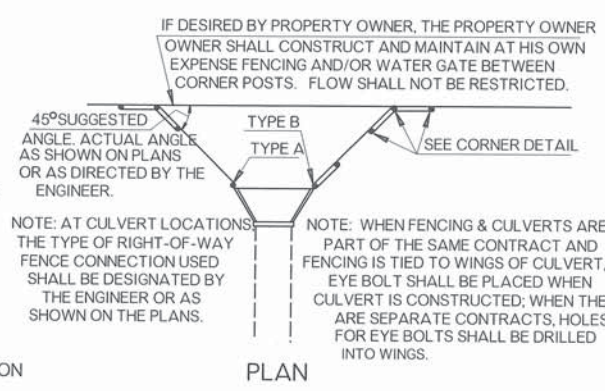 IF DESIRED BY PROPERTY OWNER, THE PROPERTY OWNER
OWNER SHALL CONSTRUCT AND MAINTAIN AT HIS OWN
EXPENSE FENCING AND/OR WATER GATE BETWEEN
CORNER POSTS. FLOW SHALL NOT BE RESTRICTED.
45° SUGGESTED
ANGLE. ACTUAL ANGLE
AS SHOWN ON PLANS
OR AS DIRECTED BY THE
ENGINEER.
TYPE B
TYPE A
SEE CORNER DETAIL
NOTE: AT CULVERT LOCATIONS
THE TYPE OF RIGHT-OF-WAY
FENCE CONNECTION USED
SHALL BE DESIGNATED BY
THE ENGINEER OR AS
SHOWN ON THE PLANS.
NOTE: WHEN FENCING & CULVERTS ARE
PART OF THE SAME CONTRACT AND
FENCING IS TIED TO WINGS OF CULVERT,
EYE BOLT SHALL BE PLACED WHEN
CULVERT IS CONSTRUCTED; WHEN THE
ARE SEPARATE CONTRACTS, HOLES
FOR EYE BOLTS SHALL BE DRILLED
INTO WINGS.
ON
PLAN